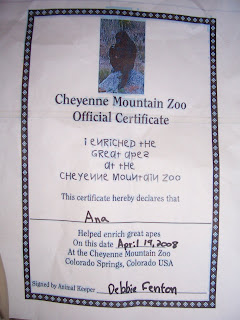 Cheyenne Mountain Zoo
Official Certificate
i enriched the
Great apes
at the
Cheyenne Mountain Zoo
This certificate hereby declares that
Ana
Helped enrich great apes
On this date April 19, 2008
At the Cheyenne Mountain Zoo
Colorado Springs, Colorado USA
Signed by Animal Keeper Debbie Fenton